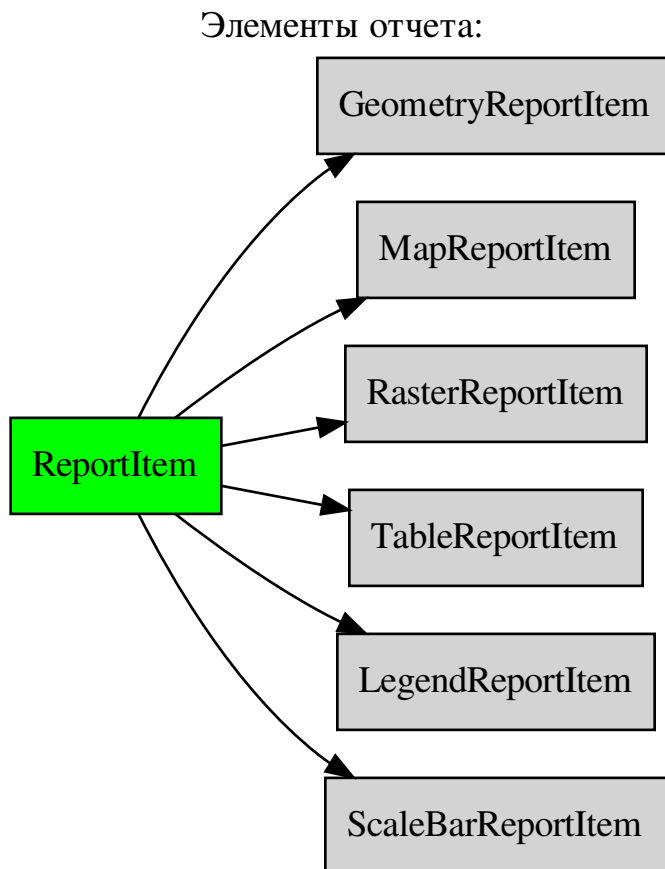 Элементы отчета:
GeometryReportItem
MapReportItem
RasterReportItem
ReportItem
TableReportItem
LegendReportItem
ScaleBarReportItem